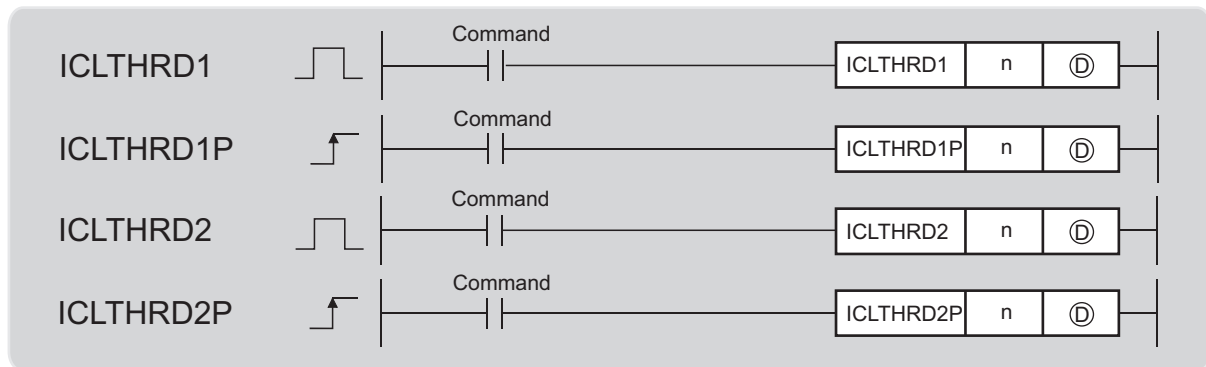 Command
ICLTHRD1 ICLTHRD1 n Ⓓ
Command
ICLTHRD1P ICLTHRD1P n Ⓓ
Command
ICLTHRD2 ICLTHRD2 n Ⓓ
Command
ICLTHRD2P ICLTHRD2P n Ⓓ